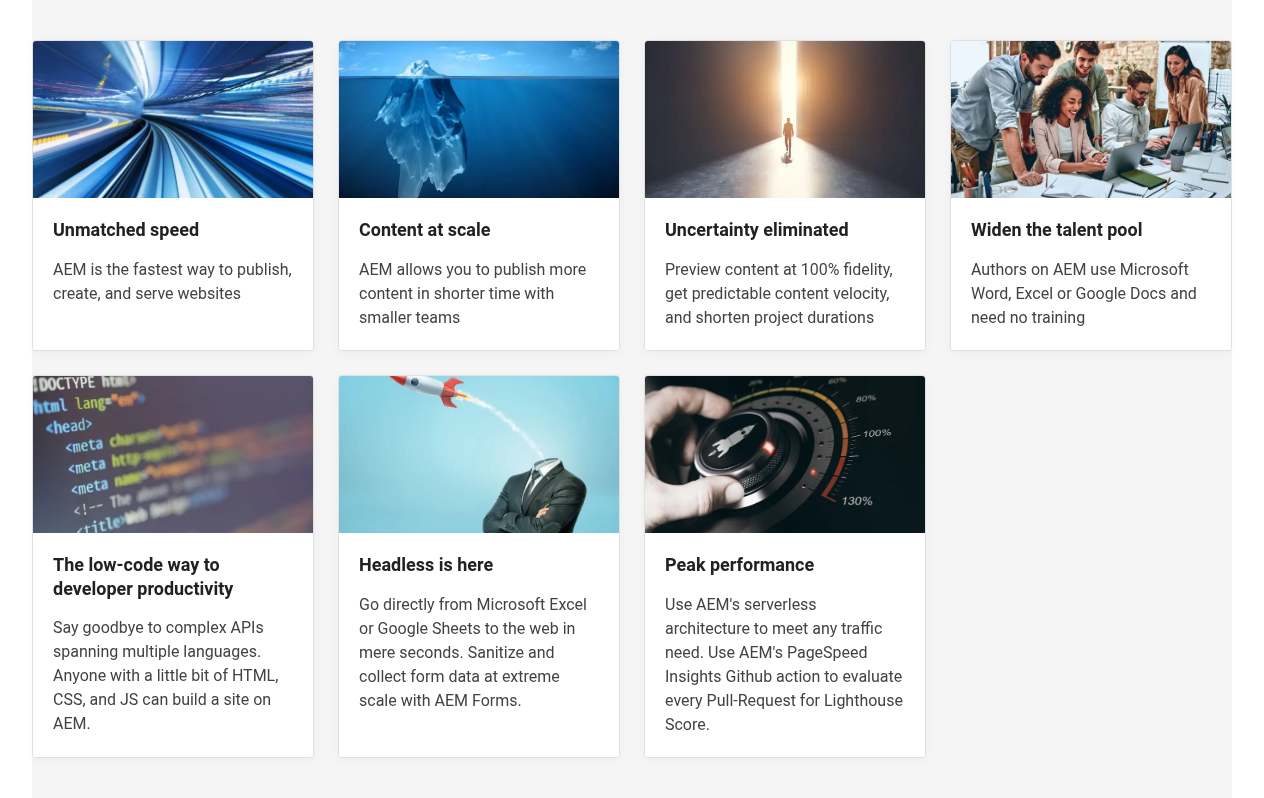 Unmatched speed
AEM is the fastest way to publish,
create, and serve websites
Content at scale
AEM allows you to publish more
content in shorter time with
smaller teams
Uncertainty eliminated
Preview content at 100% fidelity,
get predictable content velocity,
and shorten project durations
Widen the talent pool
Authors on AEM use Microsoft
Word, Excel or Google Docs and
need no training
!DOCTYPE html>
html lang="en">
<head>
<meta
<meta
<meta
<!-- The
<title>
The low-code way to
developer productivity
Say goodbye to complex APIs
spanning multiple languages.
Anyone with a little bit of HTML,
CSS, and JS can build a site on
AEM.
Headless is here
Go directly from Microsoft Excel
or Google Sheets to the web in
mere seconds. Sanitize and
collect form data at extreme
scale with AEM Forms.
60%
80%
100%
130%
Peak performance
Use AEM's serverless
architecture to meet any traffic
need. Use AEM's PageSpeed
Insights Github action to evaluate
every Pull-Request for Lighthouse
Score.